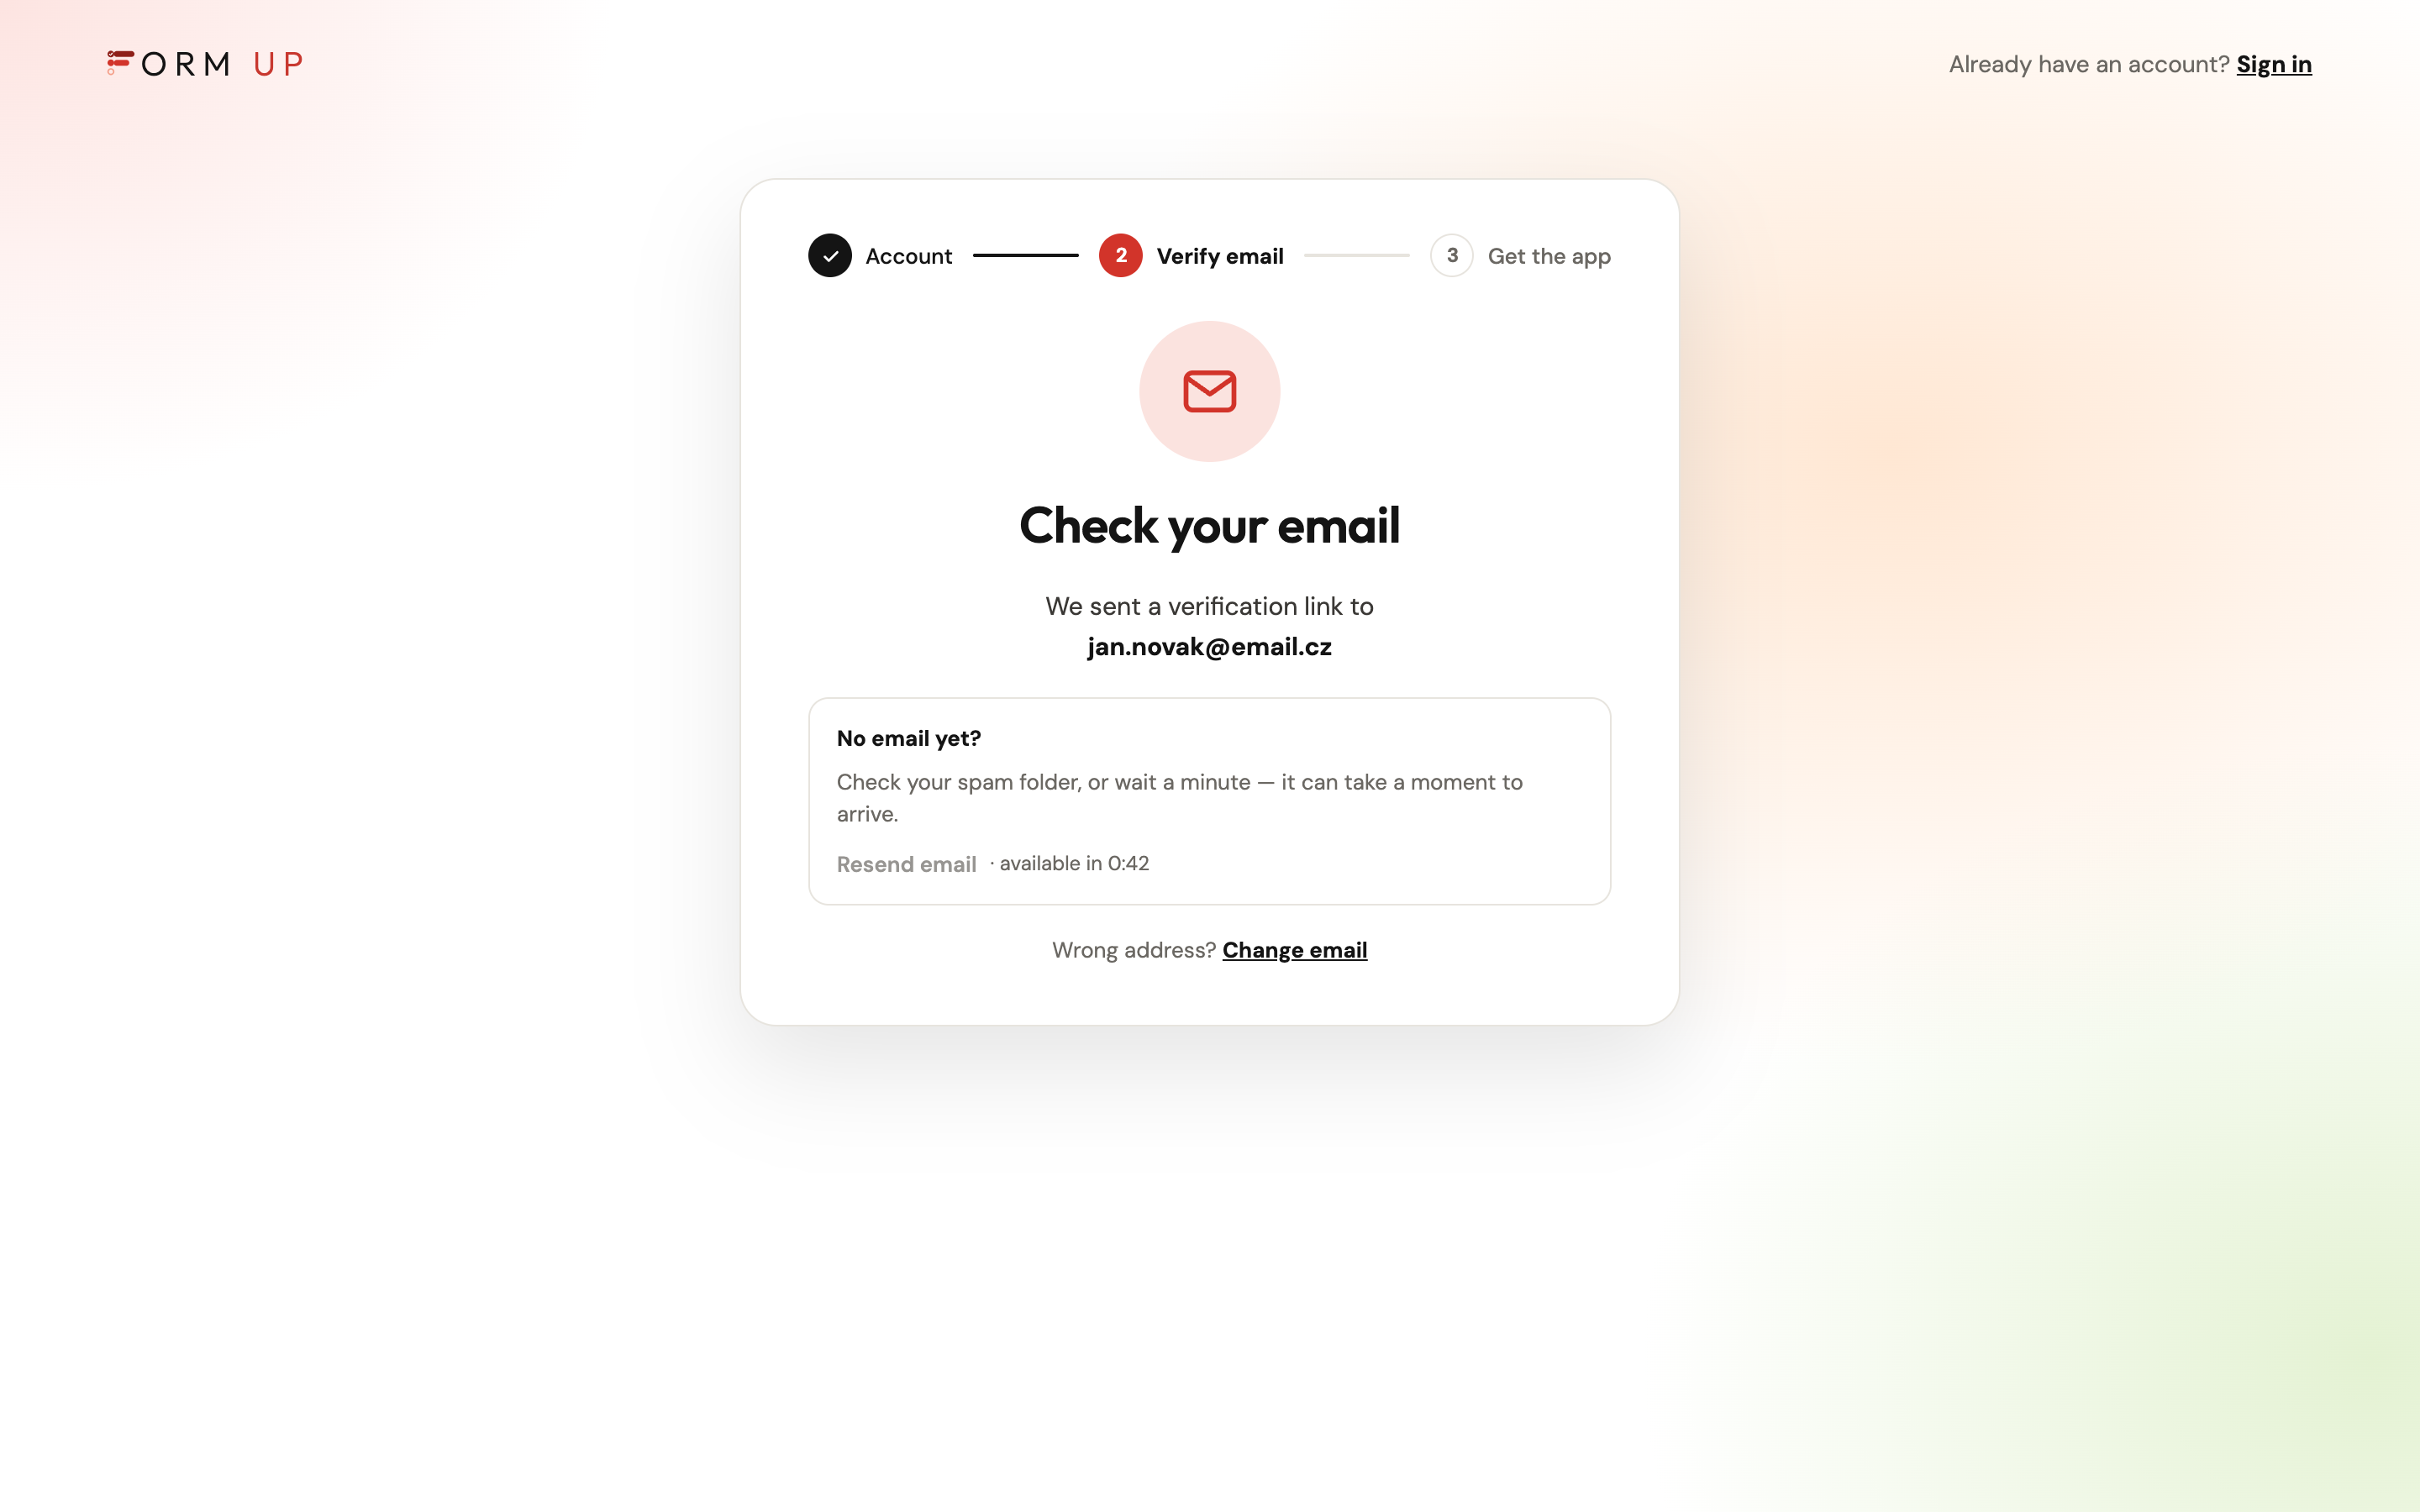 FORM UP
Already have an account? Sign in
Account
2 Verify email
3 Get the app
Check your email
We sent a verification link to
jan.novak@email.cz
No email yet?
Check your spam folder, or wait a minute — it can take a moment to
arrive.
Resend email · available in 0:42
Wrong address? Change email